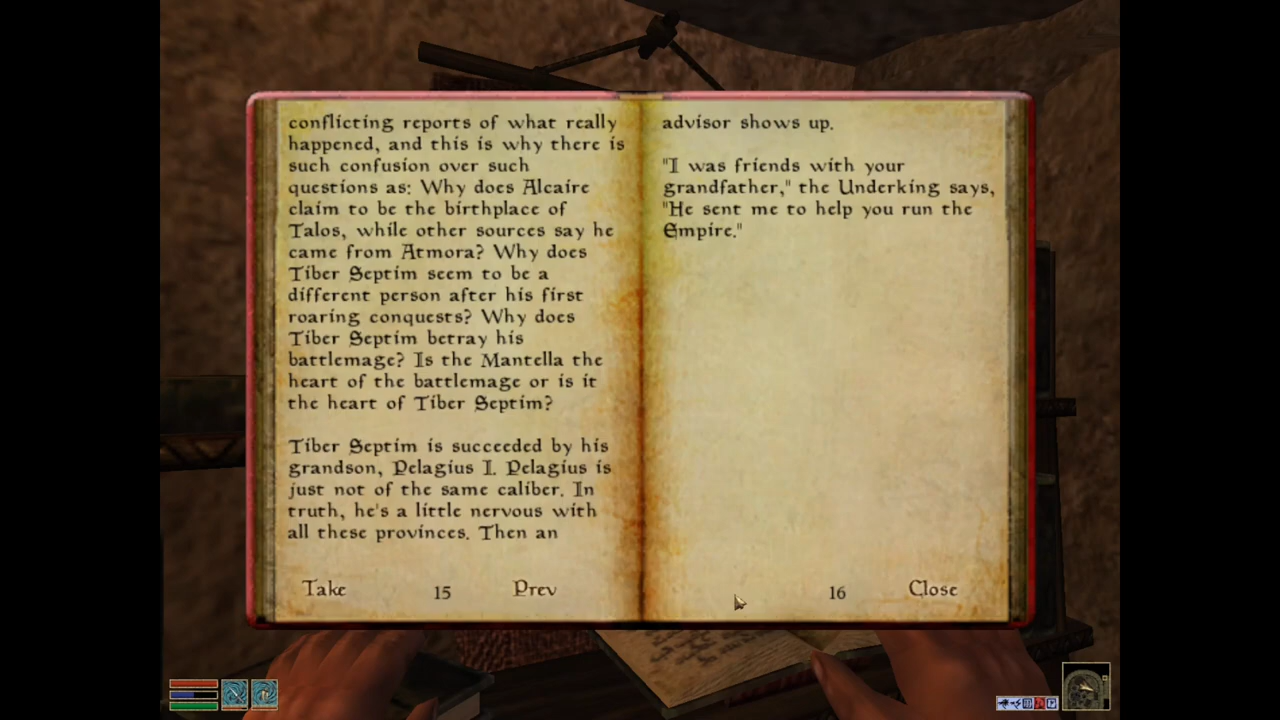 conflicting reports of what really
happened, and this is why there is
such confusion over such
questions as: Why does Alcaire
claim to be the birthplace of
Talos, while other sources say he
came from Atmora? Why does
Tiber Septim seem to be a
different person after his first
roaring conquests? Why does
Tiber Septim betray his
battlemage? Is the Mantella the
heart of the battlemage or is it
the heart of Tiber Septim?
Tiber Septim is succeeded by his
grandson, Pelagius I. Pelagius is
just not of the same caliber. In
truth, he's a little nervous with
all these provinces. Then an
Take 15 Prev
advisor shows up.
"I was friends with your
grandfather," the Underking says,
"He sent me to help you run the
Empire."
16 Close